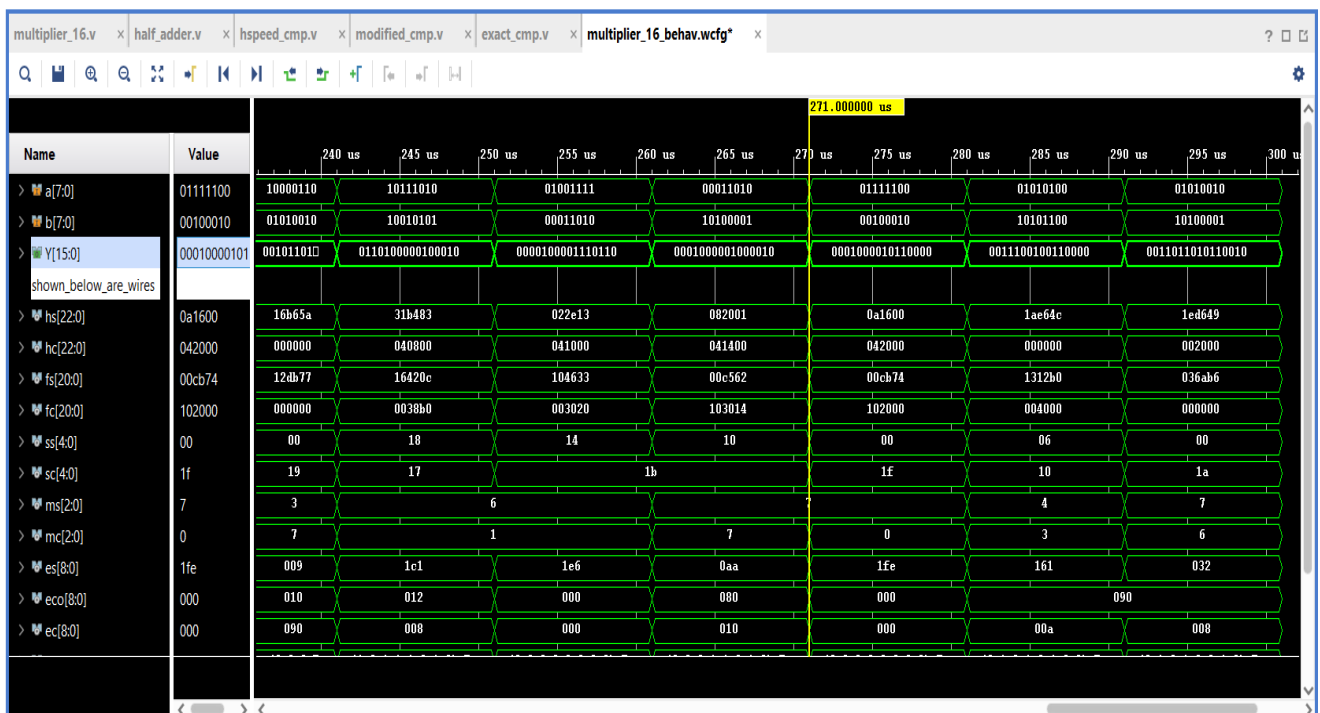 multiplier_16.v × half_adder.v × hspeed_cmp.v × modified_cmp.v × exact_cmp.v × multiplier_16_behav.wcfg* ×
271.000000 us
Name Value 240 us 245 us 250 us 255 us 260 us 265 us 270 us 275 us 280 us 285 us 290 us 295 us 300 u
a[7:0] 01111100 10000110 10111010 01001111 00011010 01111100 01010100 01010010
b[7:0] 00100010 01010010 10010101 00011010 10100001 00100010 10101100 10100001
Y[15:0] 00010000101 00101101 0110100000100010 0000100001110110 0001000001000010 0001000010110000 0011100100110000 0011011010110010
shown_below_are_wires
hs[22:0] 0a1600 16b65a 31b483 022e13 082001 0a1600 1ae64c 1ed649
hc[22:0] 042000 000000 040800 041000 041400 042000 000000 002000
fs[20:0] 00cb74 12db77 16420c 104633 00c562 00cb74 1312b0 036ab6
fc[20:0] 102000 000000 0038b0 003020 103014 102000 004000 000000
ss[4:0] 00 00 18 14 10 00 06 00
sc[4:0] 1f 19 17 1b 1f 10 1a
ms[2:0] 7 3 6 7 4 7
mc[2:0] 0 7 1 7 0 3 6
es[8:0] 1fe 009 1c1 1e6 0aa 1fe 161 032
eco[8:0] 000 010 012 000 080 000 090
ec[8:0] 000 090 008 000 010 000 00a 008